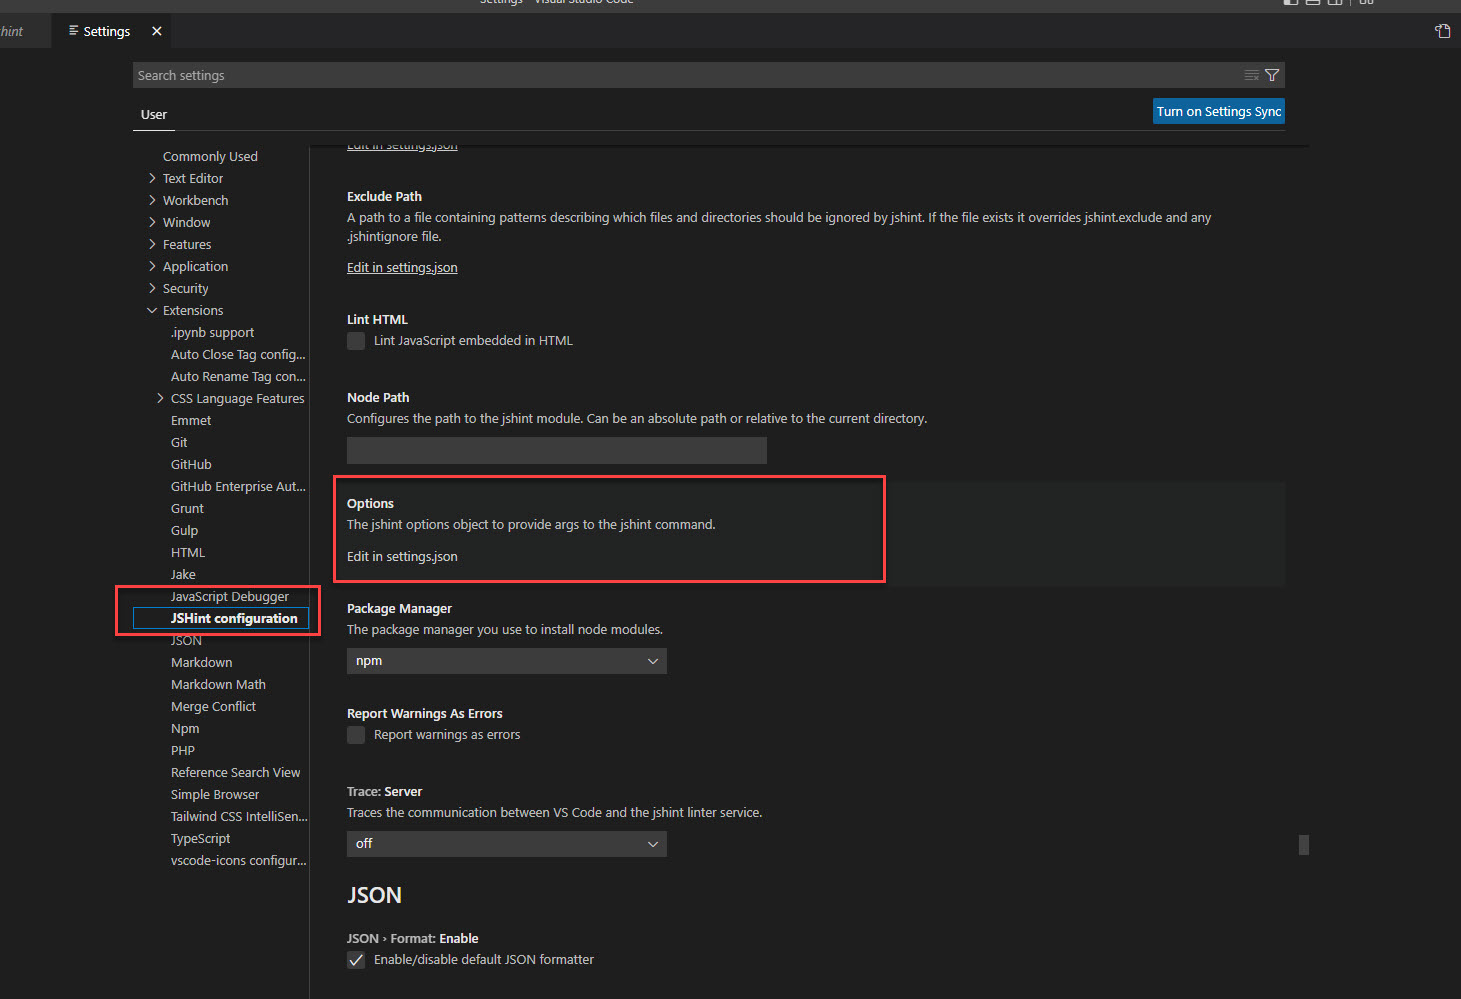 Settings - Visual Studio Code
hint
Settings
Search settings
User
Turn on Settings Sync
Commonly Used
Text Editor
Workbench
Window
Features
Application
Security
Extensions
.ipynb support
Auto Close Tag config...
Auto Rename Tag con...
CSS Language Features
Emmet
Git
GitHub
GitHub Enterprise Aut...
Grunt
Gulp
HTML
Jake
JavaScript Debugger
JSHint configuration
JSON
Markdown
Markdown Math
Merge Conflict
Npm
PHP
Reference Search View
Simple Browser
Tailwind CSS IntelliSen...
TypeScript
vscode-icons configur...
Edit in settings.json
Exclude Path
A path to a file containing patterns describing which files and directories should be ignored by jshint. If the file exists it overrides jshint.exclude and any
.jshintignore file.
Edit in settings.json
Lint HTML
Lint JavaScript embedded in HTML
Node Path
Configures the path to the jshint module. Can be an absolute path or relative to the current directory.
Options
The jshint options object to provide args to the jshint command.
Edit in settings.json
Package Manager
The package manager you use to install node modules.
npm
Report Warnings As Errors
Report warnings as errors
Trace: Server
Traces the communication between VS Code and the jshint linter service.
off
JSON
JSON › Format: Enable
Enable/disable default JSON formatter